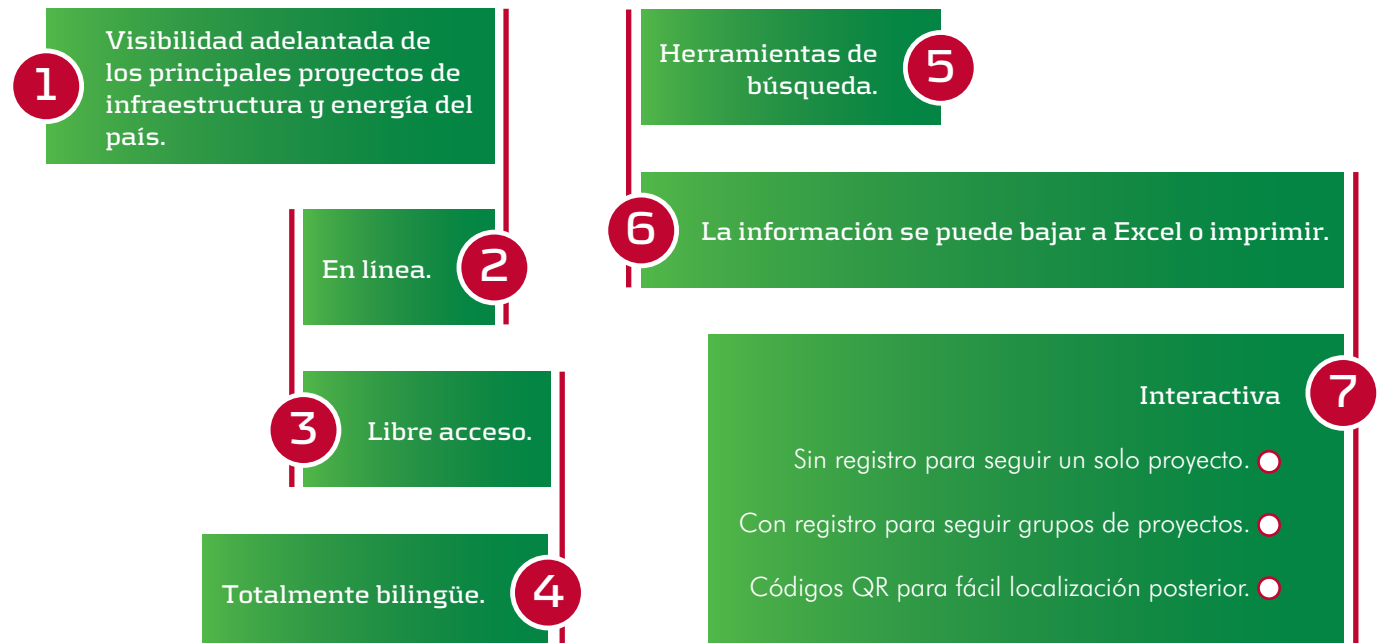 1
Visibilidad adelantada de
los principales proyectos de
infraestructura y energía del
país.
En línea.
2
3
Libre acceso.
Totalmente bilingüe.
4
Herramientas de
búsqueda.
5
6
La información se puede bajar a Excel o imprimir.
Interactiva
7
Sin registro para seguir un solo proyecto.
Con registro para seguir grupos de proyectos.
Códigos QR para fácil localización posterior.